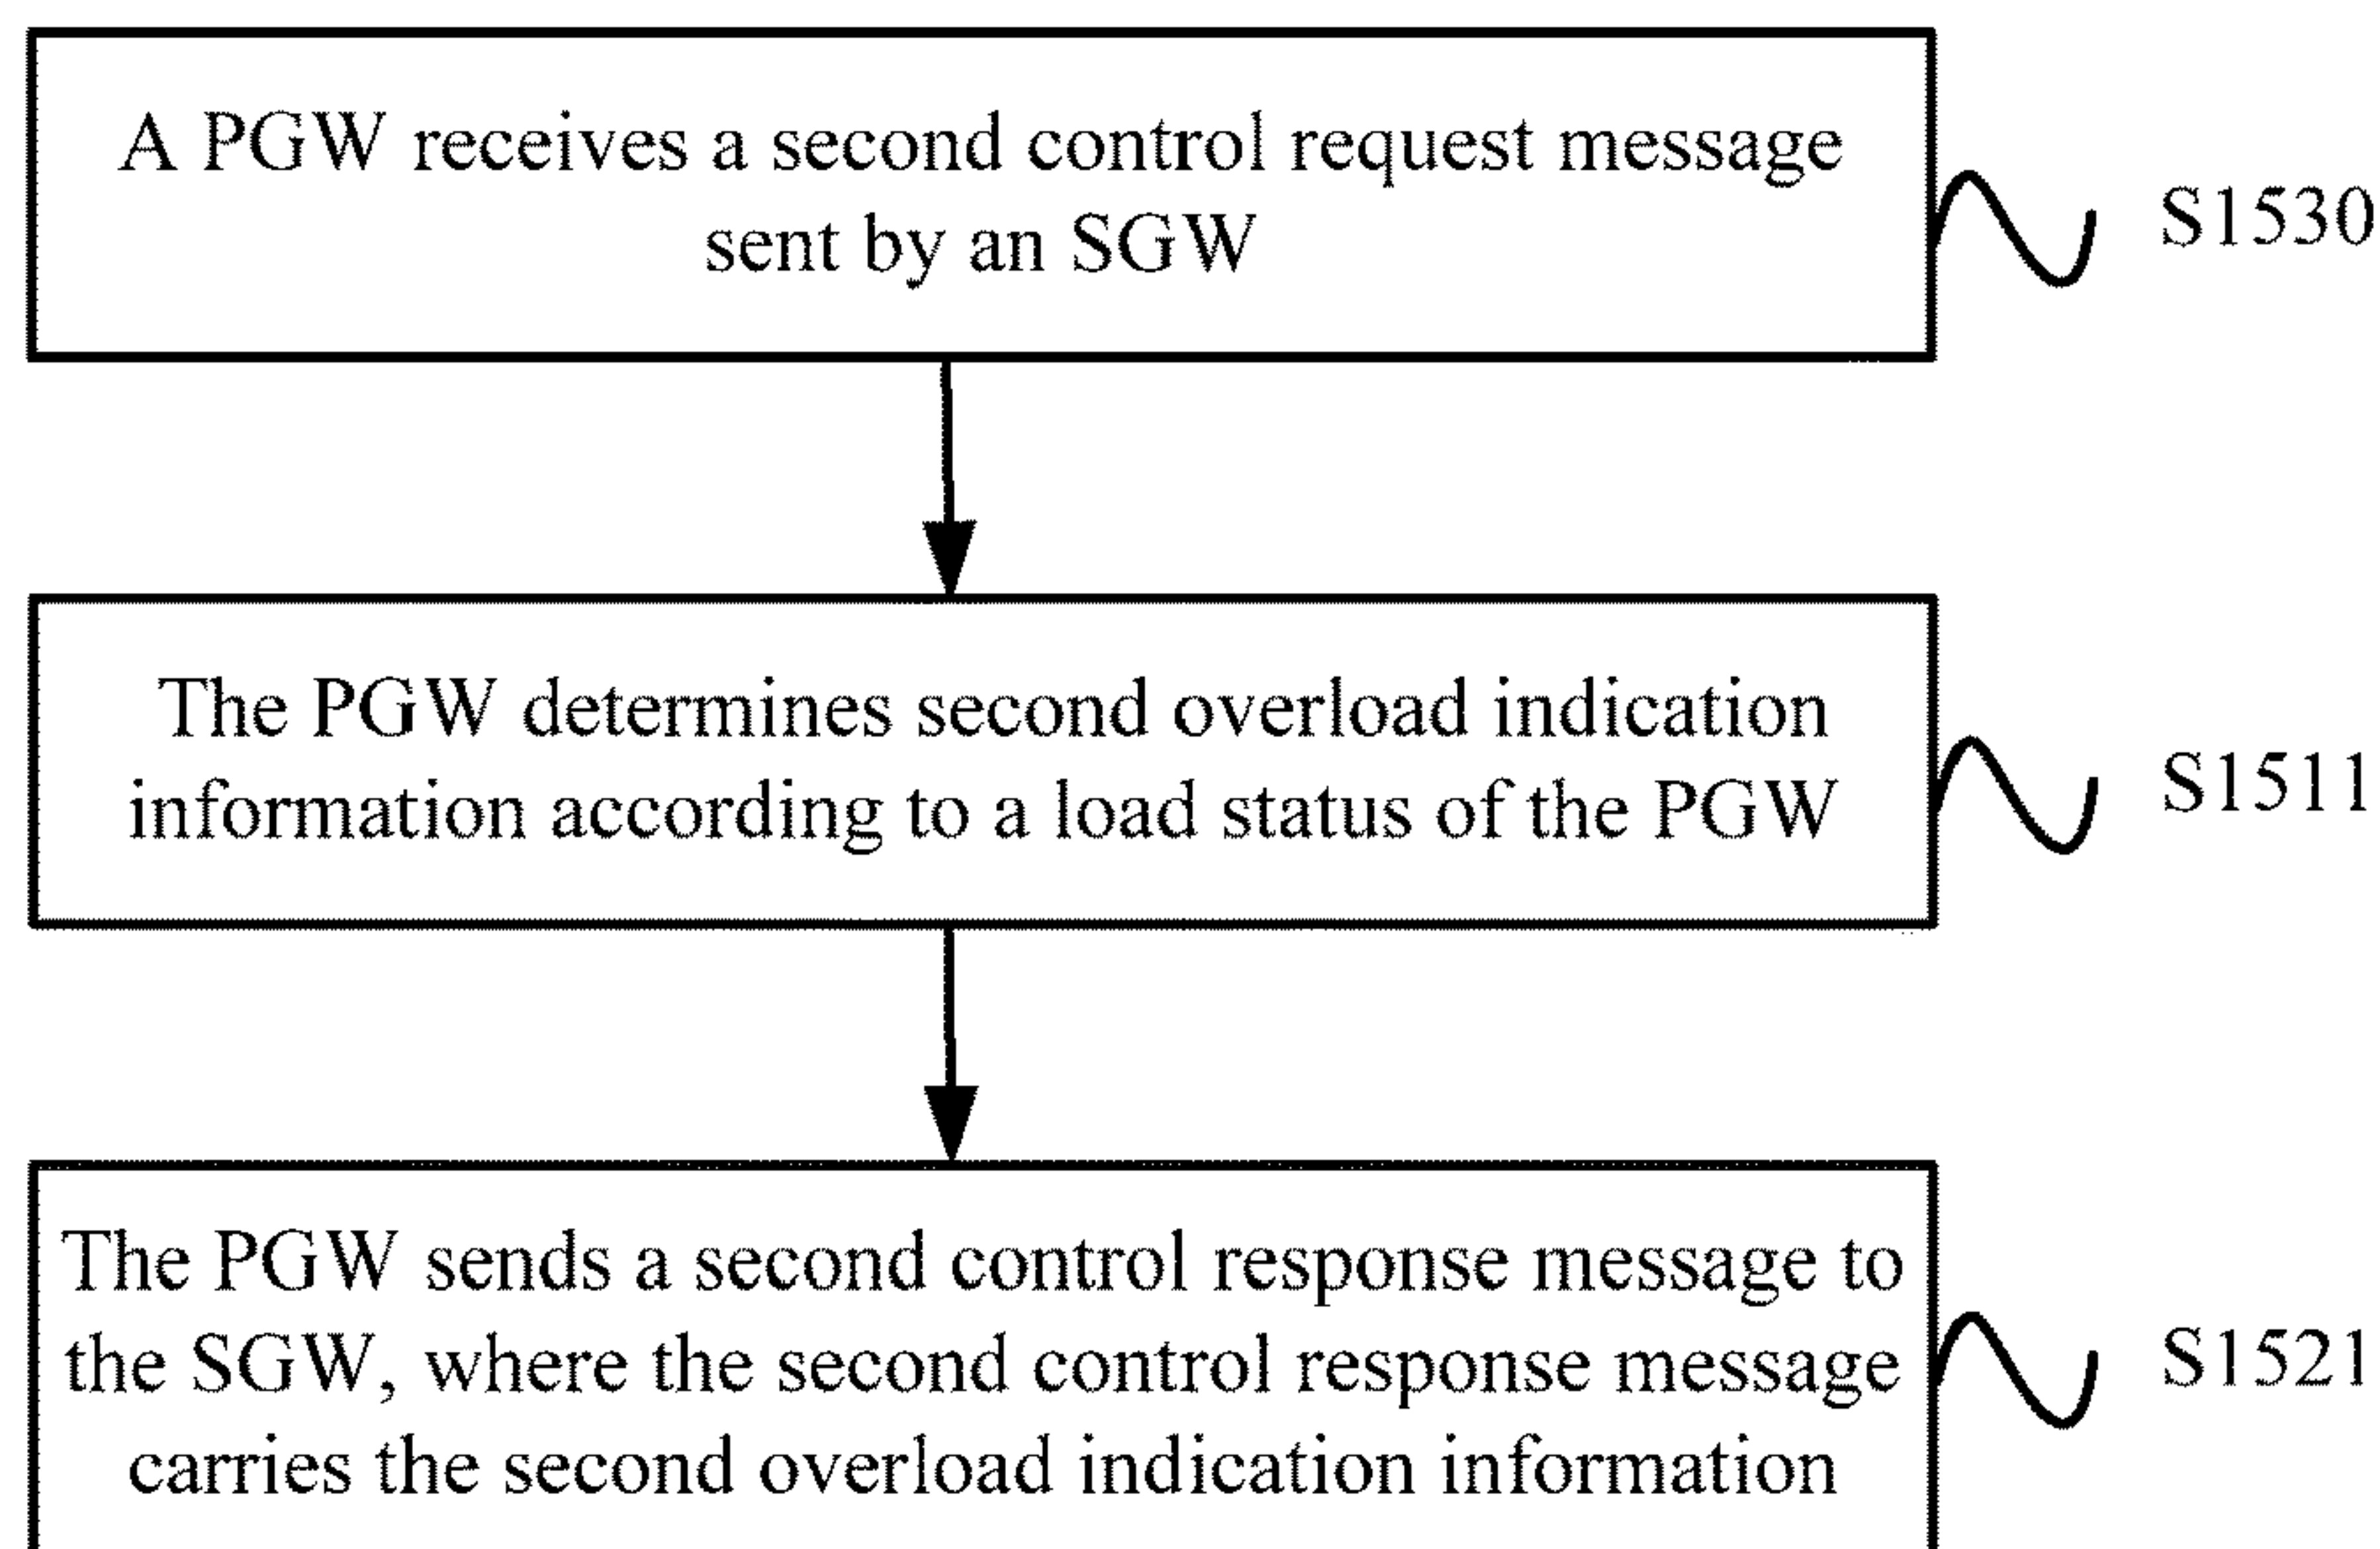 A PGW receives a second control request message
sent by an SGW
S1530
The PGW determines second overload indication
information according to a load status of the PGW
S1511
The PGW sends a second control response message to
the SGW, where the second control response message
carries the second overload indication information
S1521